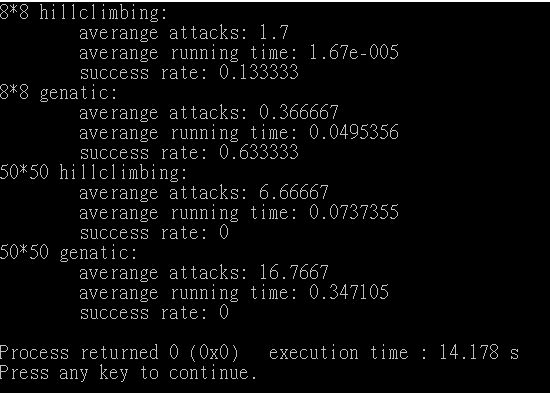 8*8 hillclimbing:
averange attacks: 1.7
averange running time: 1.67e-005
success rate: 0.133333
8*8 genatic:
averange attacks: 0.366667
averange running time: 0.0495356
success rate: 0.633333
50*50 hillclimbing:
averange attacks: 6.66667
averange running time: 0.0737355
success rate: 0
50*50 genatic:
averange attacks: 16.7667
averange running time: 0.347105
success rate: 0
Process returned 0 (0x0)   execution time : 14.178 s
Press any key to continue.